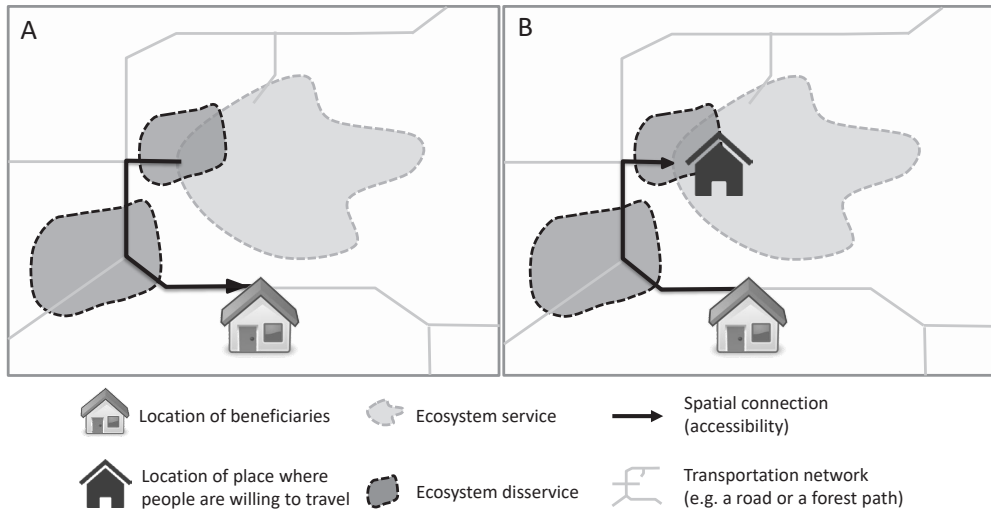 A
B
Location of beneficiaries
Ecosystem service
Spatial connection
(accessibility)
Location of place where
people are willing to travel
Ecosystem disservice
Transportation network
(e.g. a road or a forest path)